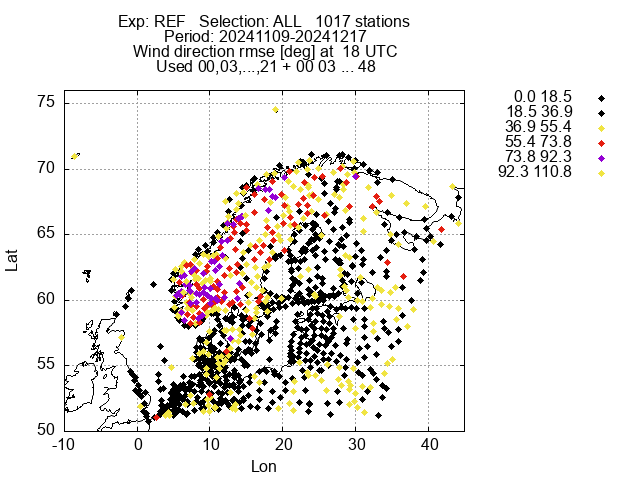 Exp: REF   Selection: ALL   1017 stations
Period: 20241109-20241217
Wind direction rmse [deg] at  18 UTC
Used 00,03,...,21 + 00 03 ... 48
0.0 18.5
18.5 36.9
36.9 55.4
55.4 73.8
73.8 92.3
92.3 110.8
75
70
65
60
55
50
Lat
-10 0 10 20 30 40
Lon